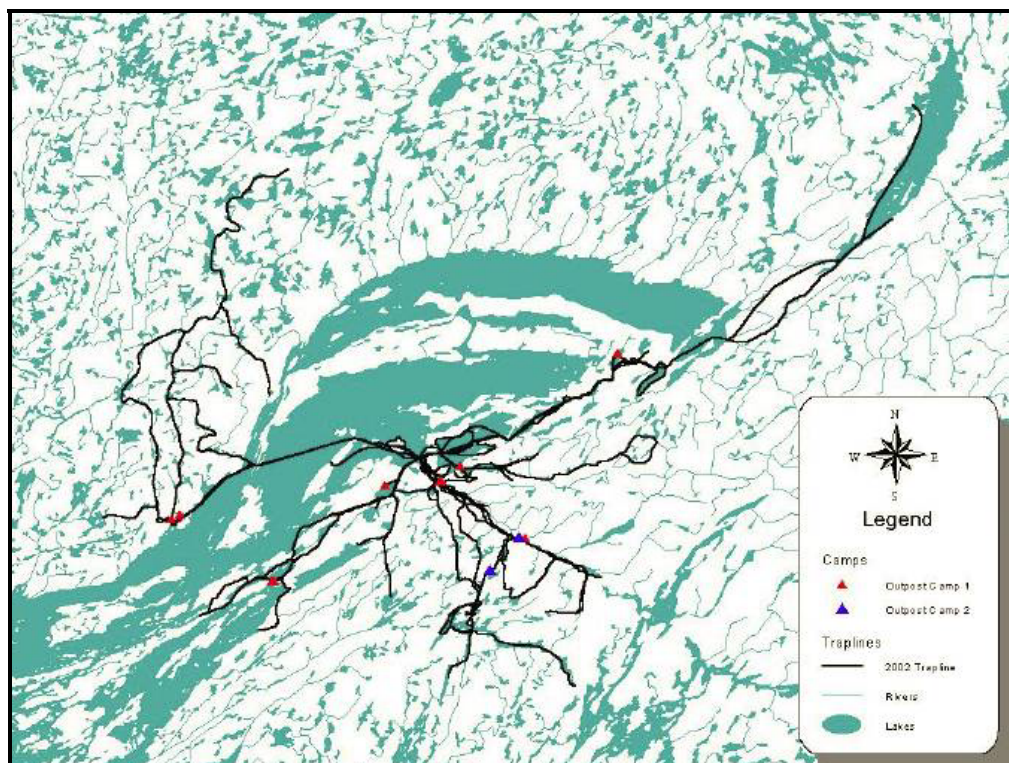 N
W E
S
Legend
Camps
Outpost Camp 1
Outpost Camp 2
Traplines
2002 Trapline
Rivers
Lakes